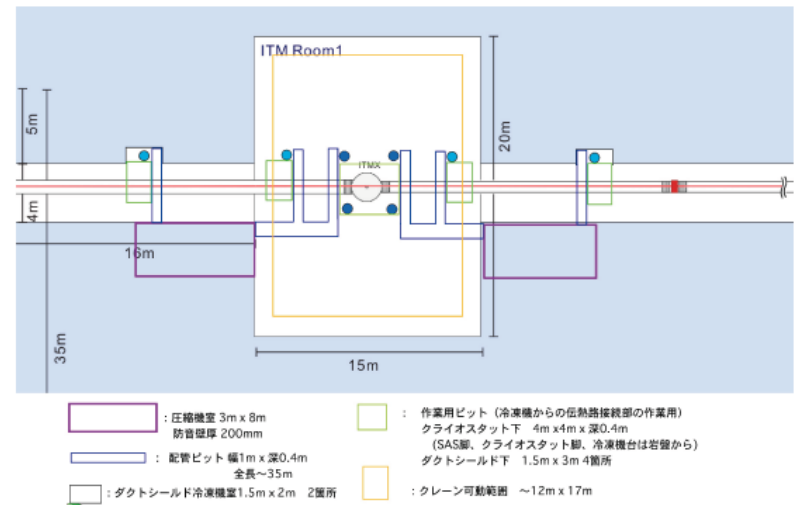 ITM Room1
5m
20m
ITMX
4m
16m
35m
15m
：圧縮機室 3m x 8m
防音壁厚 200mm
： 配管ピット 幅1m x 深0.4m
全長〜35m
：ダクトシールド冷凍機室1.5m x 2m 2箇所
： 作業用ピット（冷凍機からの伝熱路接続部の作業用）
クライオスタット下 4m x4m x 深0.4m
（SAS脚、クライオスタット脚、冷凍機台は岩盤から）
ダクトシールド下 1.5m x 3m 4箇所
：クレーン可動範囲 〜12m x 17m